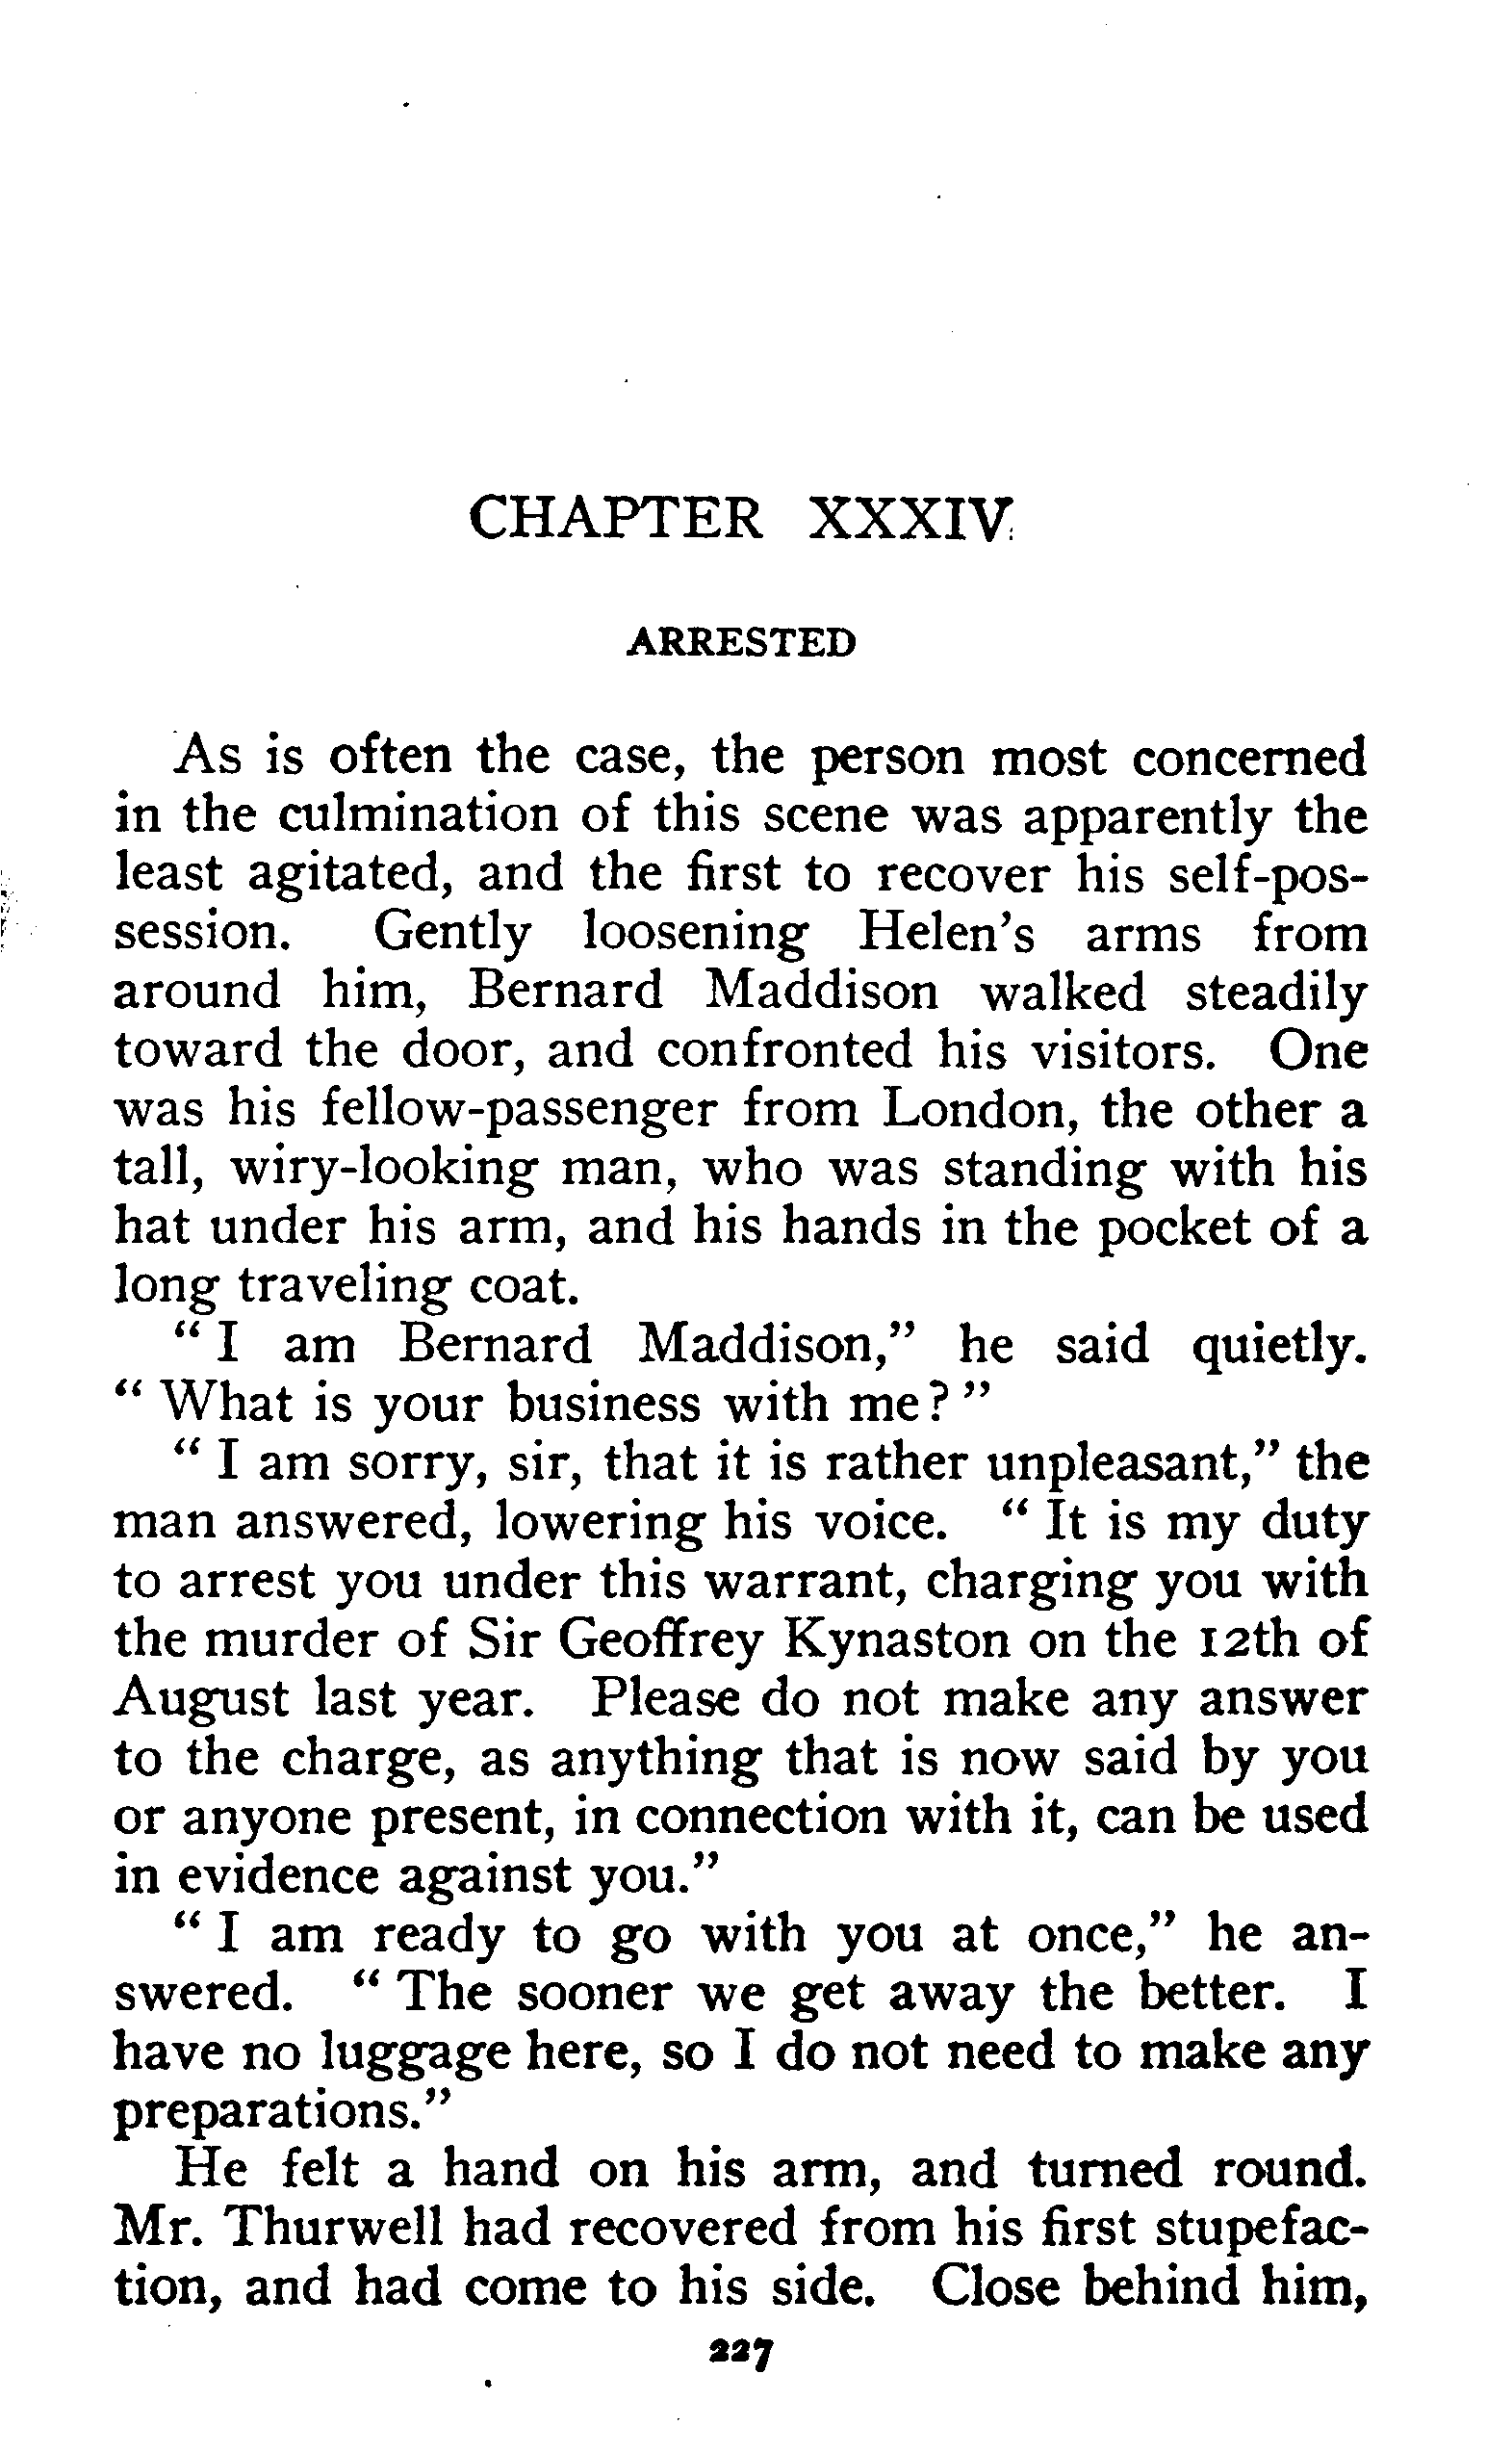 CHAPTER XXXIV
ARRESTED
As is often the case, the person most concerned
in the culmination of this scene was apparently the
least agitated, and the first to recover his self-pos-
session. Gently loosening Helen's arms from
around him, Bernard Maddison walked steadily
toward the door, and confronted his visitors. One
was his fellow-passenger from London, the other a
tall, wiry-looking man, who was standing with his
hat under his arm, and his hands in the pocket of a
long traveling coat.
“ I am Bernard Maddison,” he said quietly.
“ What is your business with me? ”
“ I am sorry, sir, that it is rather unpleasant,” the
man answered, lowering his voice. “ It is my duty
to arrest you under this warrant, charging you with
the murder of Sir Geoffrey Kynaston on the 12th of
August last year. Please do not make any answer
to the charge, as anything that is now said by you
or anyone present, in connection with it, can be used
in evidence against you.”
“ I am ready to go with you at once,” he an-
swered. “ The sooner we get away the better. I
have no luggage here, so I do not need to make any
preparations.”
He felt a hand on his arm, and turned round.
Mr. Thurwell had recovered from his first stupefac-
tion, and had come to his side. Close behind him,
227